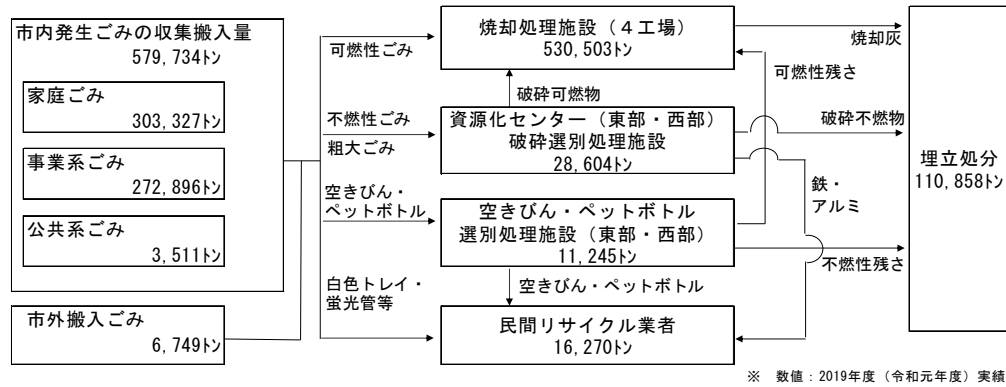 市内発生ごみの収集搬入量
579,734㌧
家庭ごみ
303,327㌧
事業系ごみ
272,896㌧
公共系ごみ
3,511㌧
市外搬入ごみ
6,749㌧
可燃性ごみ
不燃性ごみ
粗大ごみ
空きびん・
ペットボトル
白色トレイ・
蛍光管等
焼却処理施設（４工場）
530,503㌧
破砕可燃物
資源化センター（東部・西部）
破砕選別処理施設
28,604㌧
空きびん・ペットボトル
選別処理施設（東部・西部）
11,245㌧
空きびん・ペットボトル
民間リサイクル業者
16,270㌧
焼却灰
可燃性残さ
破砕不燃物
鉄・
アルミ
不燃性残さ
埋立処分
110,858㌧
※　数値：2019年度（令和元年度）実績